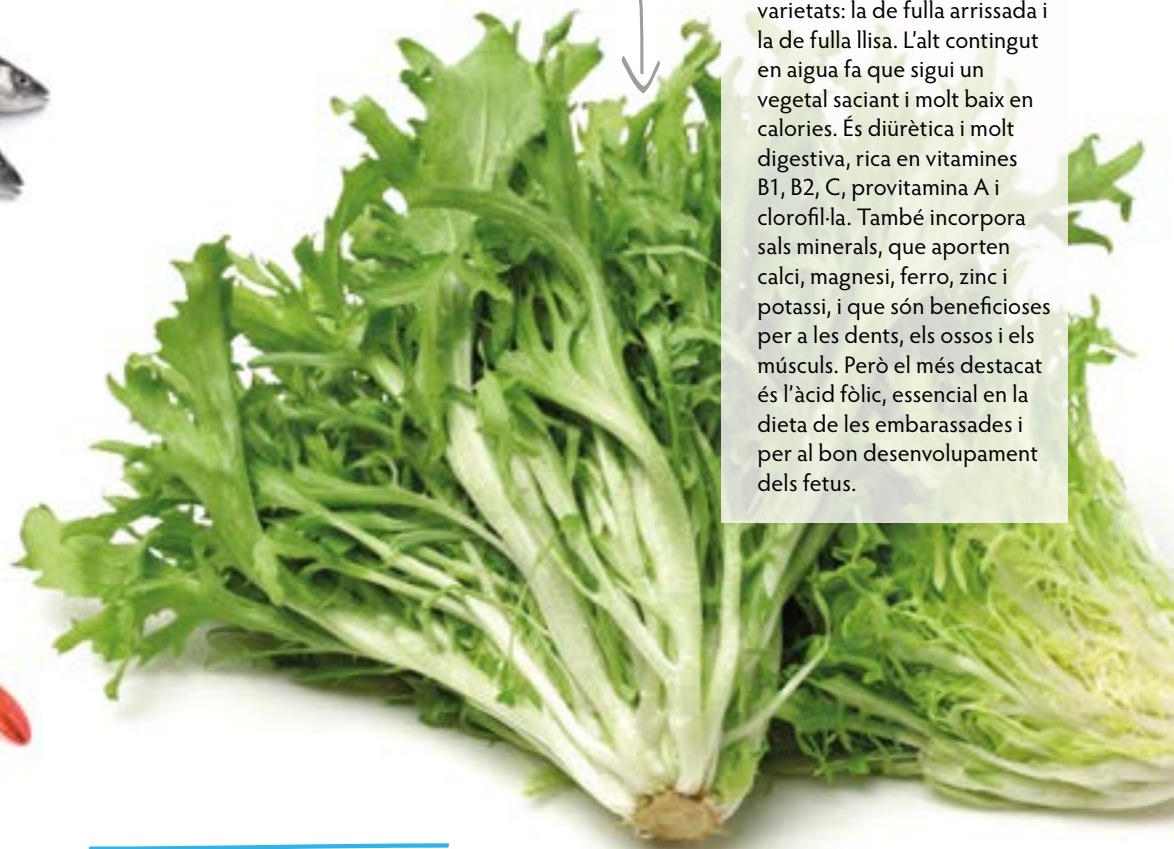 varietats: la de fulla arrissada i
la de fulla llisa. L'alt contingut
en aigua fa que sigui un
vegetal saciant i molt baix en
calories. És diürètica i molt
digestiva, rica en vitamines
B1, B2, C, provitamina A i
clorofil·la. També incorpora
sals minerals, que aporten
calci, magnesi, ferro, zinc i
potassi, i que són beneficioses
per a les dents, els ossos i els
músculs. Però el més destacat
és l'àcid fòlic, essencial en la
dieta de les embarassades i
per al bon desenvolupament
dels fetus.